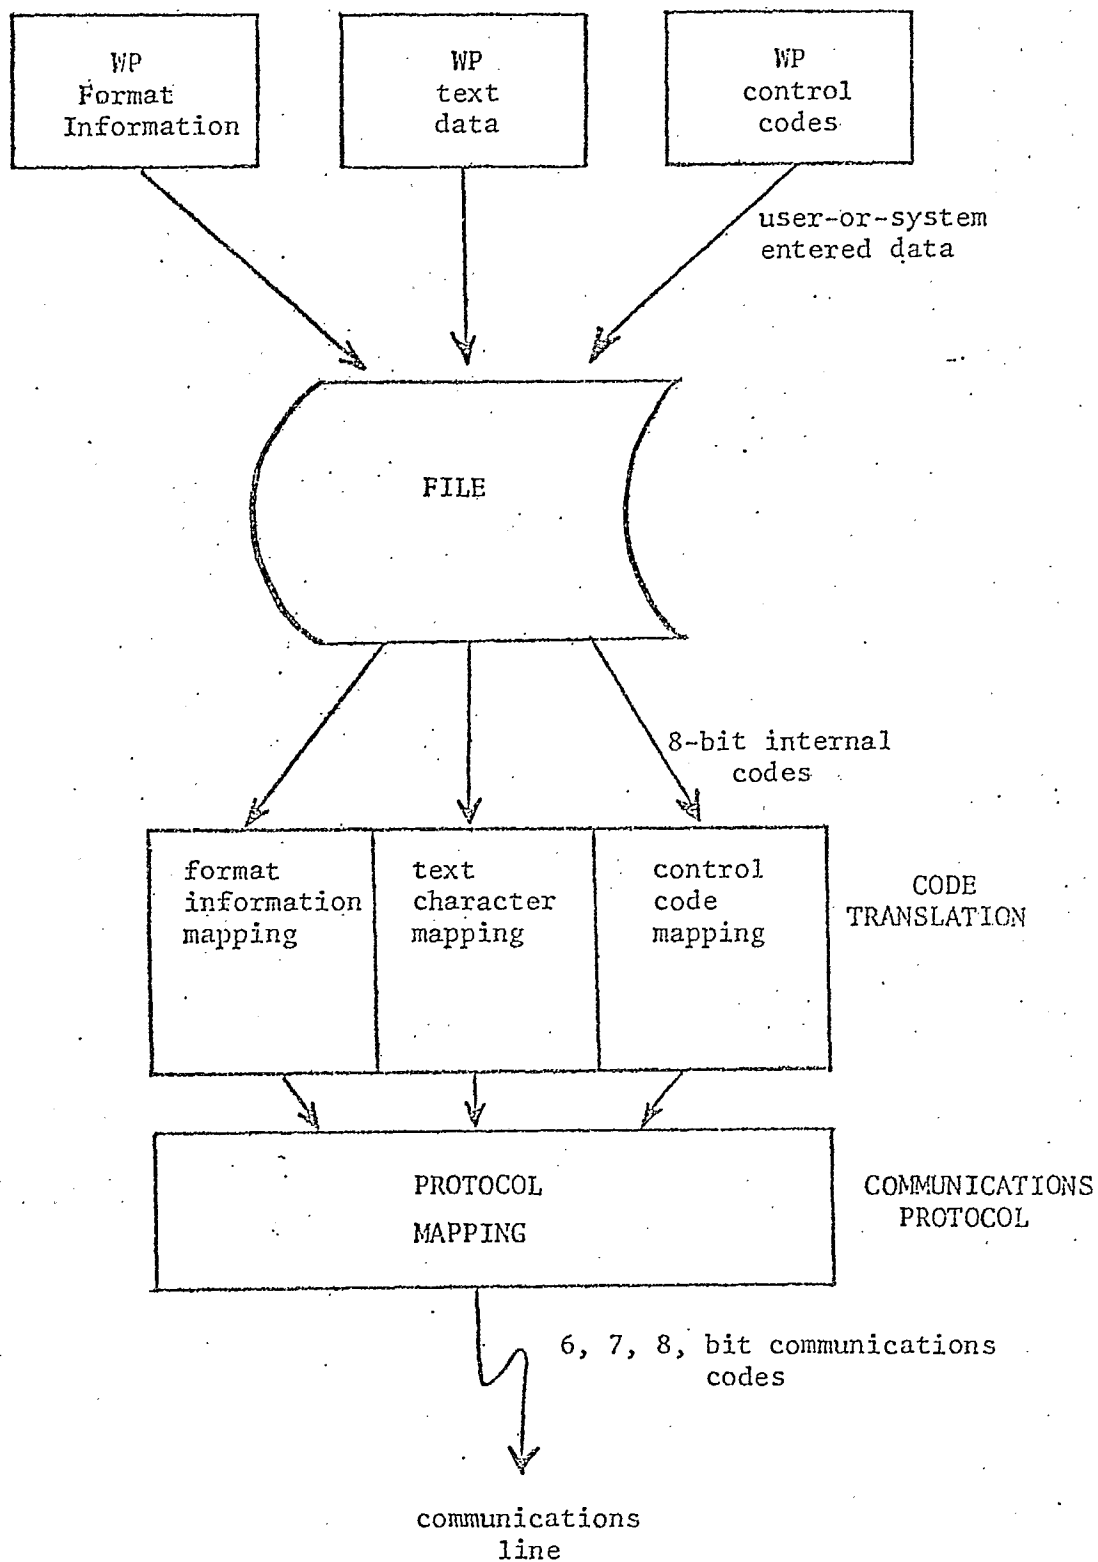 WP
Format
Information
WP
text
data
WP
control
codes
user-or-system
entered data
FILE
8-bit internal
codes
format
information
mapping
text
character
mapping
control
code
mapping
CODE
TRANSLATION
PROTOCOL
MAPPING
COMMUNICATIONS
PROTOCOL
6, 7, 8, bit communications
codes
communications
line